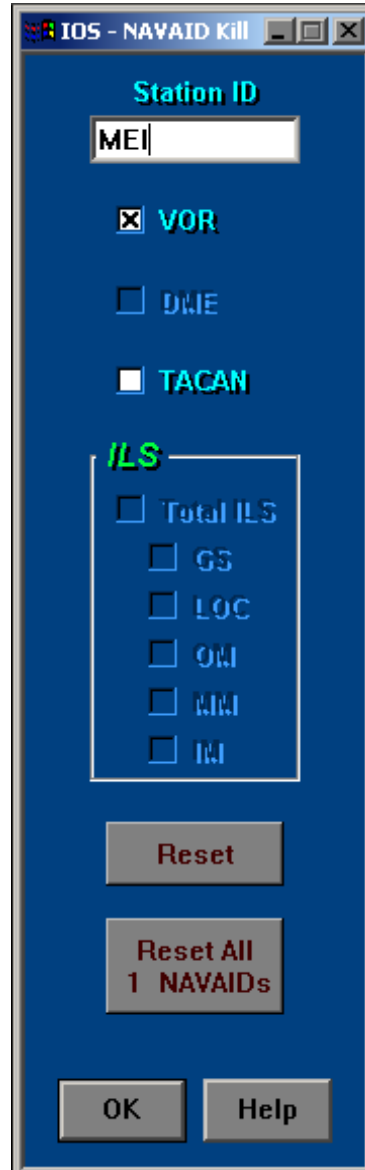 IOS - NAVAID Kill
Station ID
MEI
VOR
DME
TACAN
ILS
Total ILS
GS
LOC
OM
MM
IM
Reset
Reset All
1 NAVAIDs
OK
Help